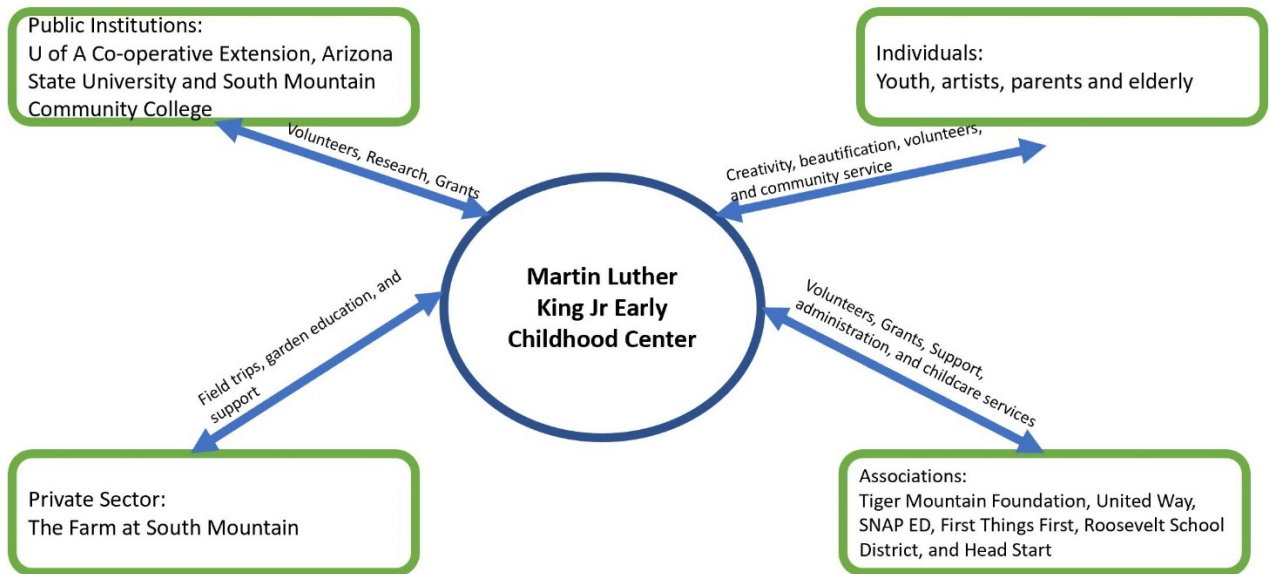 Public Institutions:
U of A Co-operative Extension, Arizona
State University and South Mountain
Community College
Individuals:
Youth, artists, parents and elderly
Volunteers, Research, Grants
Creativity, beautification, volunteers,
and community service
Martin Luther
King Jr Early
Childhood Center
Field trips, garden education, and
support
Volunteers, Grants, Support,
administration, and childcare services
Private Sector:
The Farm at South Mountain
Associations:
Tiger Mountain Foundation, United Way,
SNAP ED, First Things First, Roosevelt School
District, and Head Start